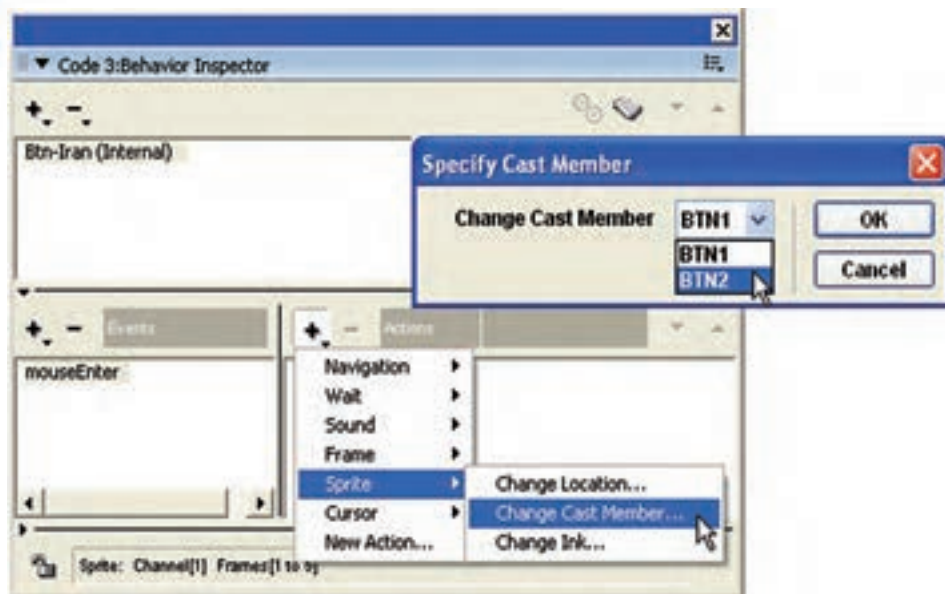 Code 3:Behavior Inspector
Btn-Iran (Internal)
Specify Cast Member
Change Cast Member BTN1
BTN1
BTN2
OK
Cancel
Events
Actions
mouseEnter
Navigation
Wait
Sound
Frame
Sprite
Cursor
New Action...
Change Location...
Change Cast Member...
Change Ink...
Sprite: Channel[1] Frames[1 to 5]